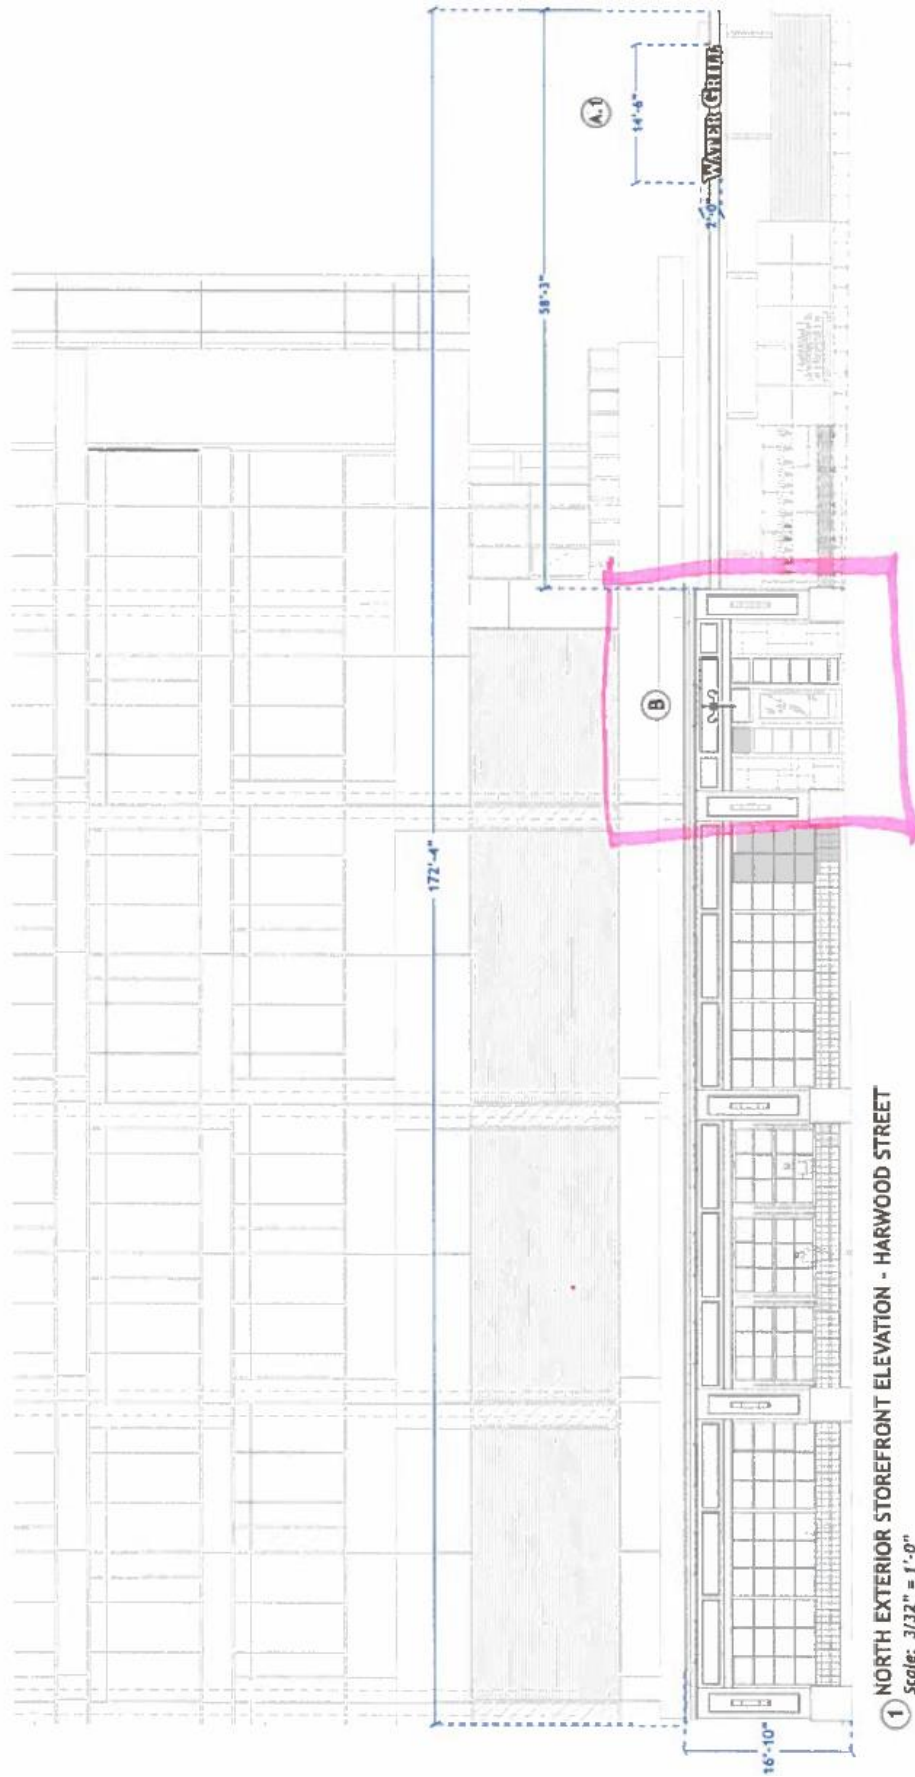 172'-4"
58'-3"
A.1
14'-6"
2'-0"
WATER GRILL
B
16'-10"
1
NORTH EXTERIOR STOREFRONT ELEVATION - HARWOOD STREET
Scale: 3/32" = 1'-0"